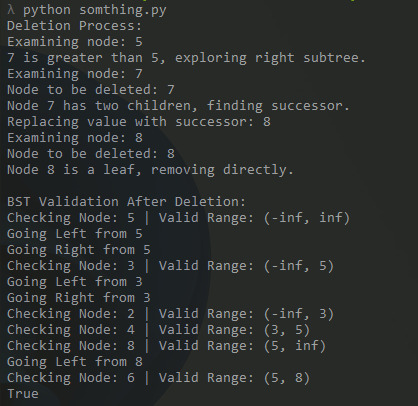 λ python somthing.py
Deletion Process:
Examining node: 5
7 is greater than 5, exploring right subtree.
Examining node: 7
Node to be deleted: 7
Node 7 has two children, finding successor.
Replacing value with successor: 8
Examining node: 8
Node to be deleted: 8
Node 8 is a leaf, removing directly.

BST Validation After Deletion:
Checking Node: 5 | Valid Range: (-inf, inf)
Going Left from 5
Going Right from 5
Checking Node: 3 | Valid Range: (-inf, 5)
Going Left from 3
Going Right from 3
Checking Node: 2 | Valid Range: (-inf, 3)
Checking Node: 4 | Valid Range: (3, 5)
Checking Node: 8 | Valid Range: (5, inf)
Going Left from 8
Checking Node: 6 | Valid Range: (5, 8)
True